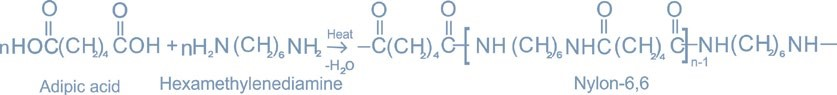 O O Heat O O O O
nHOC(CH₂)₄COH + nH₂N(CH₂)₆NH₂ → –C(CH₂)₄C–[NH(CH₂)₆NHC(CH₂)₄C]ₙ₋₁–NH(CH₂)₆NH–
-H₂O
Adipic acid Hexamethylenediamine Nylon-6,6